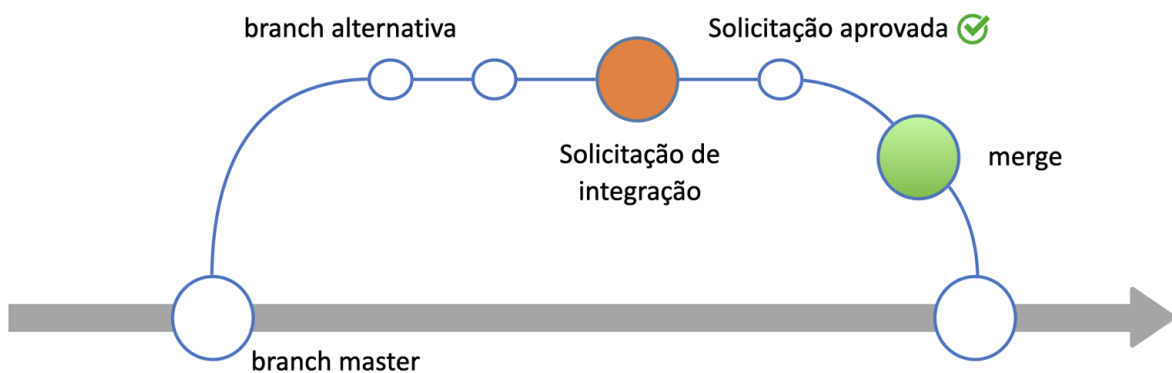 branch alternativa
Solicitação aprovada
Solicitação de
integração
merge
branch master